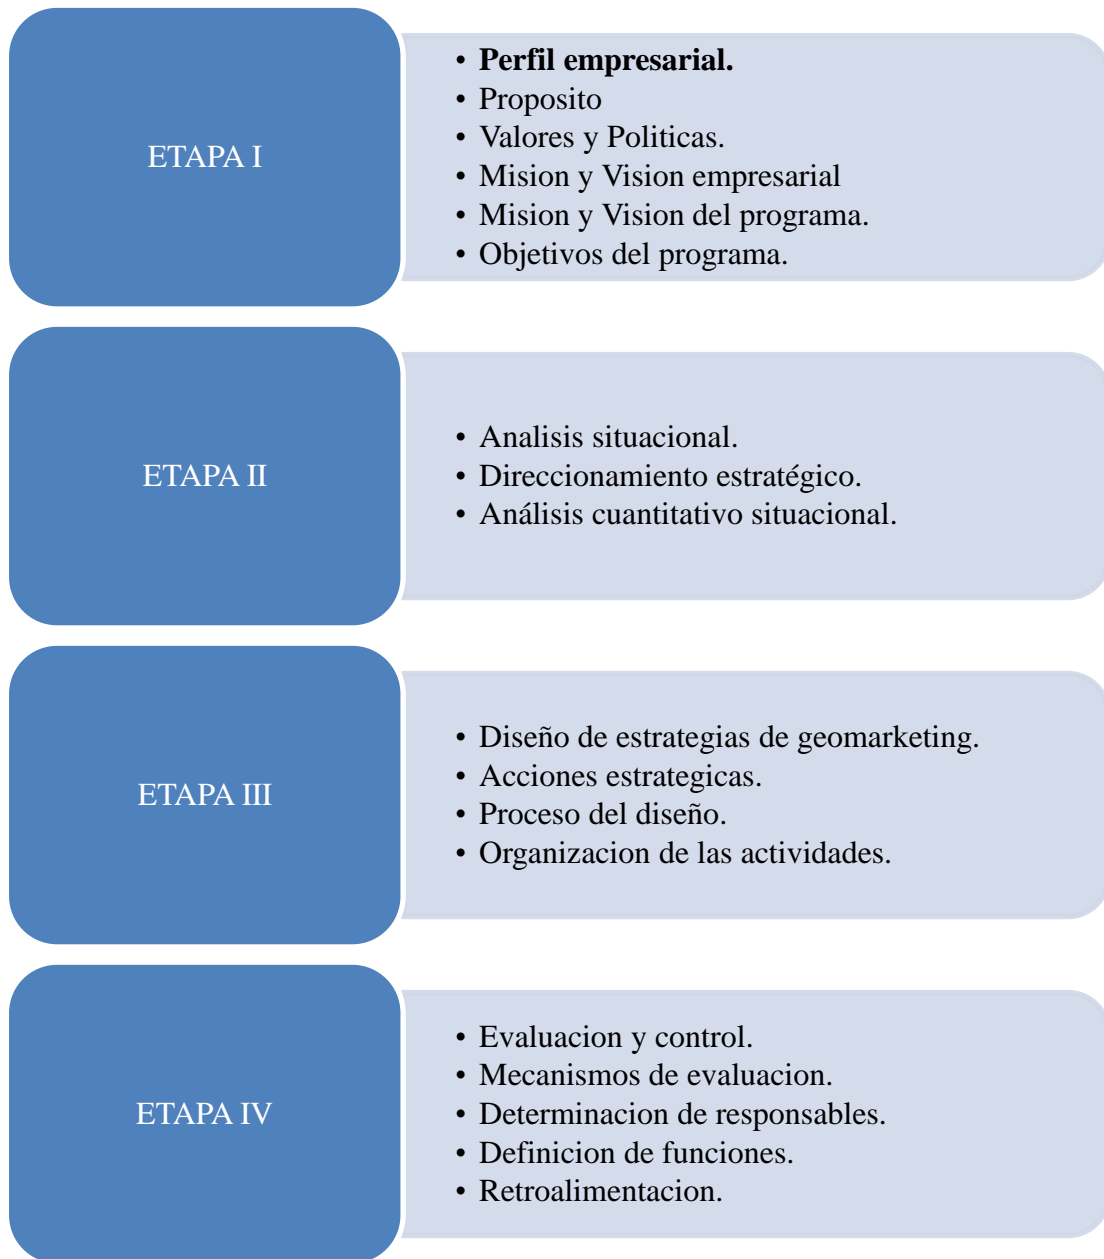 ETAPA I
• Perfil empresarial.
• Proposito
• Valores y Politicas.
• Mision y Vision empresarial
• Mision y Vision del programa.
• Objetivos del programa.
ETAPA II
• Analisis situacional.
• Direccionamiento estratégico.
• Análisis cuantitativo situacional.
ETAPA III
• Diseño de estrategias de geomarketing.
• Acciones estrategicas.
• Proceso del diseño.
• Organizacion de las actividades.
ETAPA IV
• Evaluacion y control.
• Mecanismos de evaluacion.
• Determinacion de responsables.
• Definicion de funciones.
• Retroalimentacion.